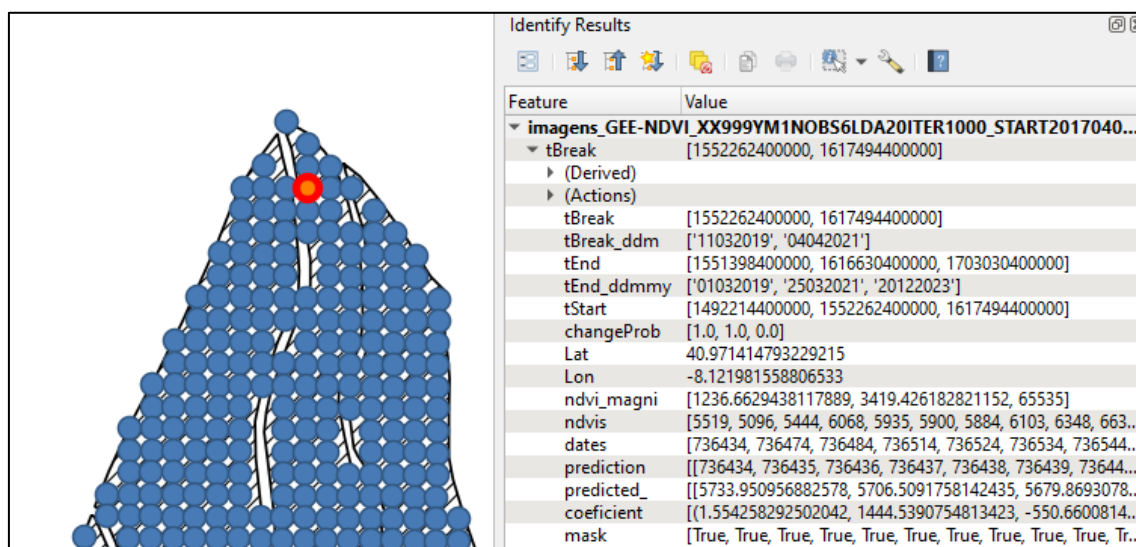 Identify Results
Feature Value
imagens_GEE-NDVI_XX999YM1NOBS6LDA20ITER1000_START2017040...
tBreak [1552262400000, 1617494400000]
(Derived)
(Actions)
tBreak [1552262400000, 1617494400000]
tBreak_ddm ['11032019', '04042021']
tEnd [1551398400000, 1616630400000, 1703030400000]
tEnd_ddmmy ['01032019', '25032021', '20122023']
tStart [1492214400000, 1552262400000, 1617494400000]
changeProb [1.0, 1.0, 0.0]
Lat 40.971414793229215
Lon -8.121981558806533
ndvi_magni [1236.6629438117889, 3419.426182821152, 65535]
ndvis [5519, 5096, 5444, 6068, 5935, 5900, 5884, 6103, 6348, 663...
dates [736434, 736474, 736484, 736514, 736524, 736534, 736544...
prediction [[736434, 736435, 736436, 736437, 736438, 736439, 73644...
predicted_ [[5733.950956882578, 5706.5091758142435, 5679.8693078...
coeficient [(1.554258292502042, 1444.5390754813423, -550.6600814...
mask [True, True, True, True, True, True, True, True, True, Tr...